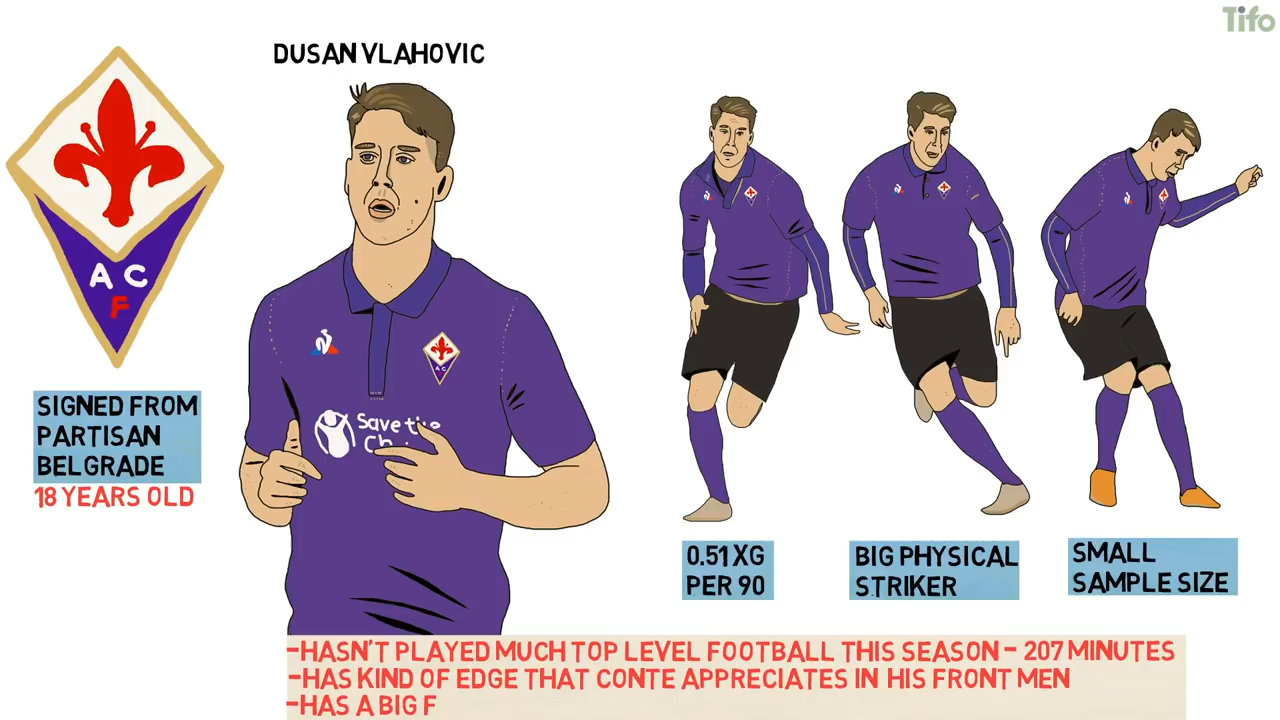 Tifo
DUSAN VLAHOVIC
A C
F
SIGNED FROM
PARTISAN
BELGRADE
18 YEARS OLD
A C
Save the
0.51 XG
PER 90
BIG PHYSICAL
STRIKER
SMALL
SAMPLE SIZE
-HASN'T PLAYED MUCH TOP LEVEL FOOTBALL THIS SEASON - 207 MINUTES
-HAS KIND OF EDGE THAT CONTE APPRECIATES IN HIS FRONT MEN
-HAS A BIG F